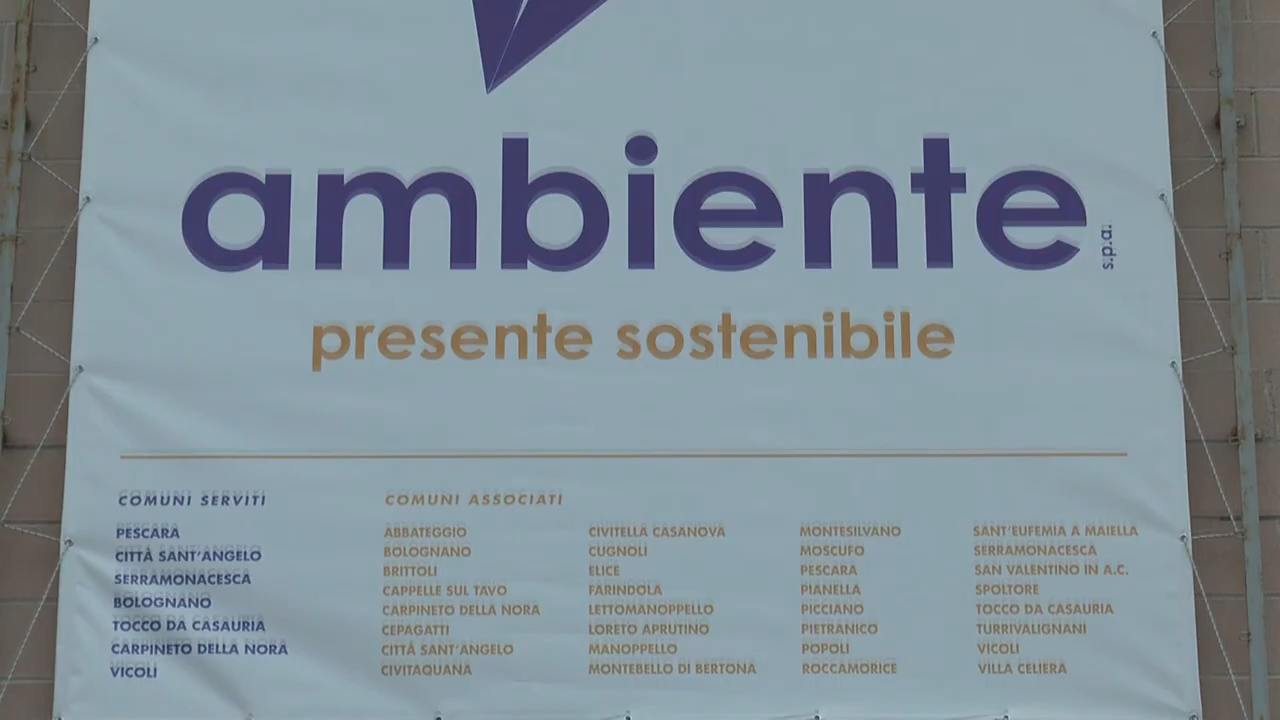 ambiente
s.p.a.
presente sostenibile
COMUNI SERVITI
PESCARA
CITTÀ SANT'ANGELO
SERRAMONACESCA
BOLOGNANO
TOCCO DA CASAURIA
CARPINETO DELLA NORA
VICOLI
COMUNI ASSOCIATI
ABBATEGGIO
BOLOGNANO
BRITTOLI
CAPPELLE SUL TAVO
CARPINETO DELLA NORA
CEPAGATTI
CITTÀ SANT'ANGELO
CIVITAQUANA
CIVITELLA CASANOVA
CUGNOLI
ELICE
FARINDOLA
LETTOMANOPPELLO
LORETO APRUTINO
MANOPPELLO
MONTEBELLO DI BERTONA
MONTESILVANO
MOSCUFO
PESCARA
PIANELLA
PICCIANO
PIETRANICO
POPOLI
ROCCAMORICE
SANT'EUFEMIA A MAIELLA
SERRAMONACESCA
SAN VALENTINO IN A.C.
SPOLTORE
TOCCO DA CASAURIA
TURRIVALIGNANI
VICOLI
VILLA CELIERA